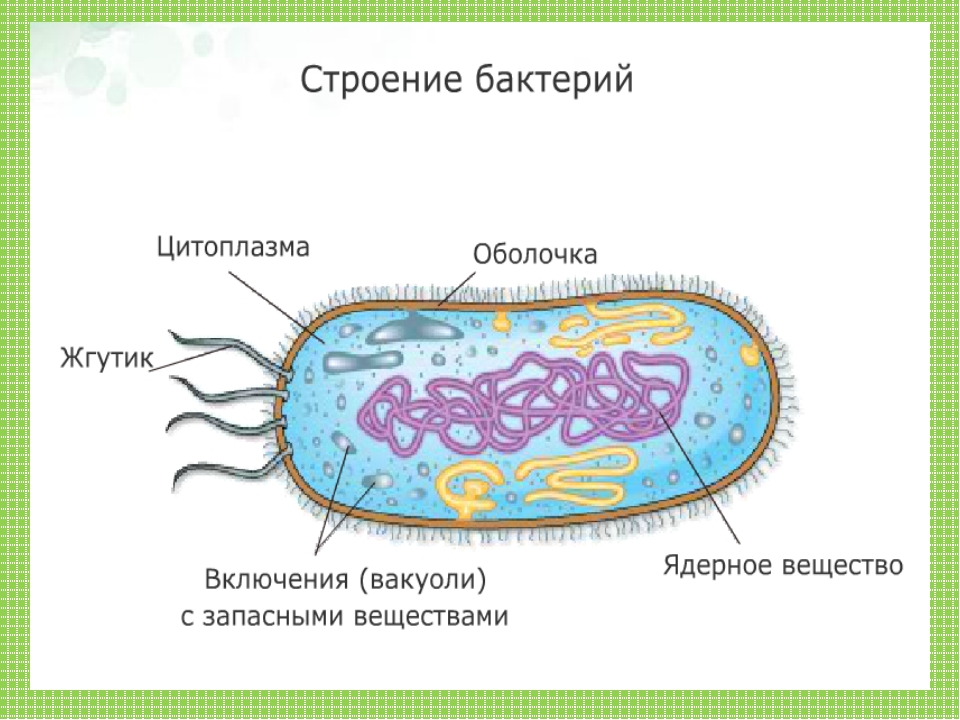 Строение бактерий
Цитоплазма
Оболочка
Жгутик
Ядерное вещество
Включения (вакуоли)
с запасными веществами